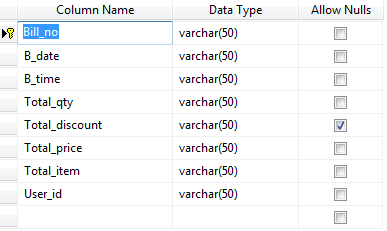 Column Name Data Type Allow Nulls
Bill_no varchar(50)
B_date varchar(50)
B_time varchar(50)
Total_qty varchar(50)
Total_discount varchar(50)
Total_price varchar(50)
Total_item varchar(50)
User_id varchar(50)